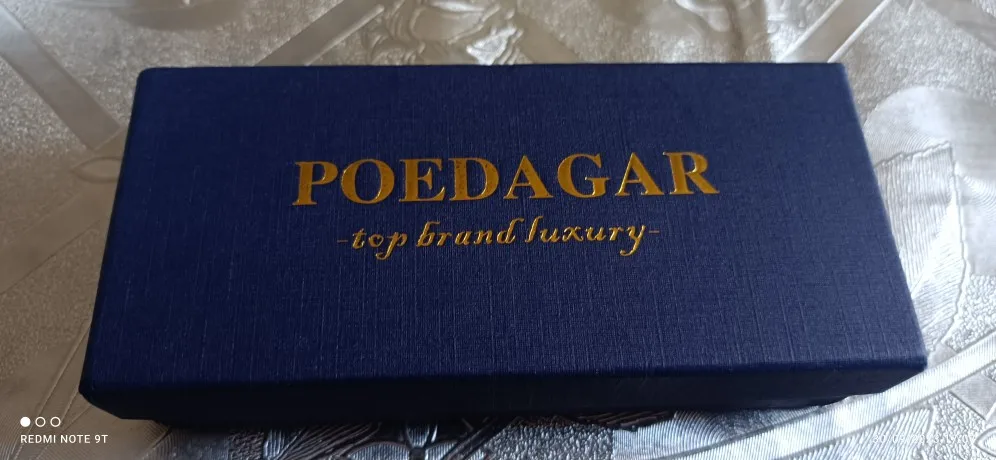 POEDAGAR
-top brand luxury-
REDMI NOTE 9T